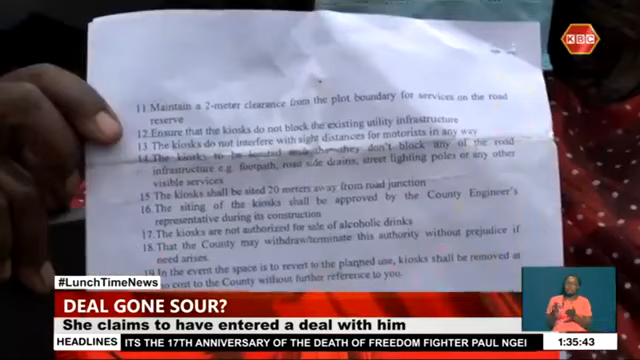 KBC
11 Maintain a 2-meter clearance from the plot boundary for services on the road
reserve
12. Ensure that the kiosks do not block the existing utility infrastructure
13 The kiosks do not interfere with sight distances for motorists in any way
14 The kiosks to be located they don't block any of the road
infrastructure e.g. footpath, road side drains, street lighting poles or any other
visible services
15 The kiosks shall be sited 20 meters away from road junction
16. The siting of the kiosks shall be approved by the County Engineer's
representative during its construction
17. The kiosks are not authorized for sale of alcoholic drinks
18. That the County may withdraw/terminate this authority without prejudice if
need arises.
19. In the event the space is to revert to the planned use, kiosks shall be removed at
no cost to the County without further reference to you.
#LunchTimeNews
DEAL GONE SOUR?
She claims to have entered a deal with him
HEADLINES ITS THE 17TH ANNIVERSARY OF THE DEATH OF FREEDOM FIGHTER PAUL NGEI 1:35:43